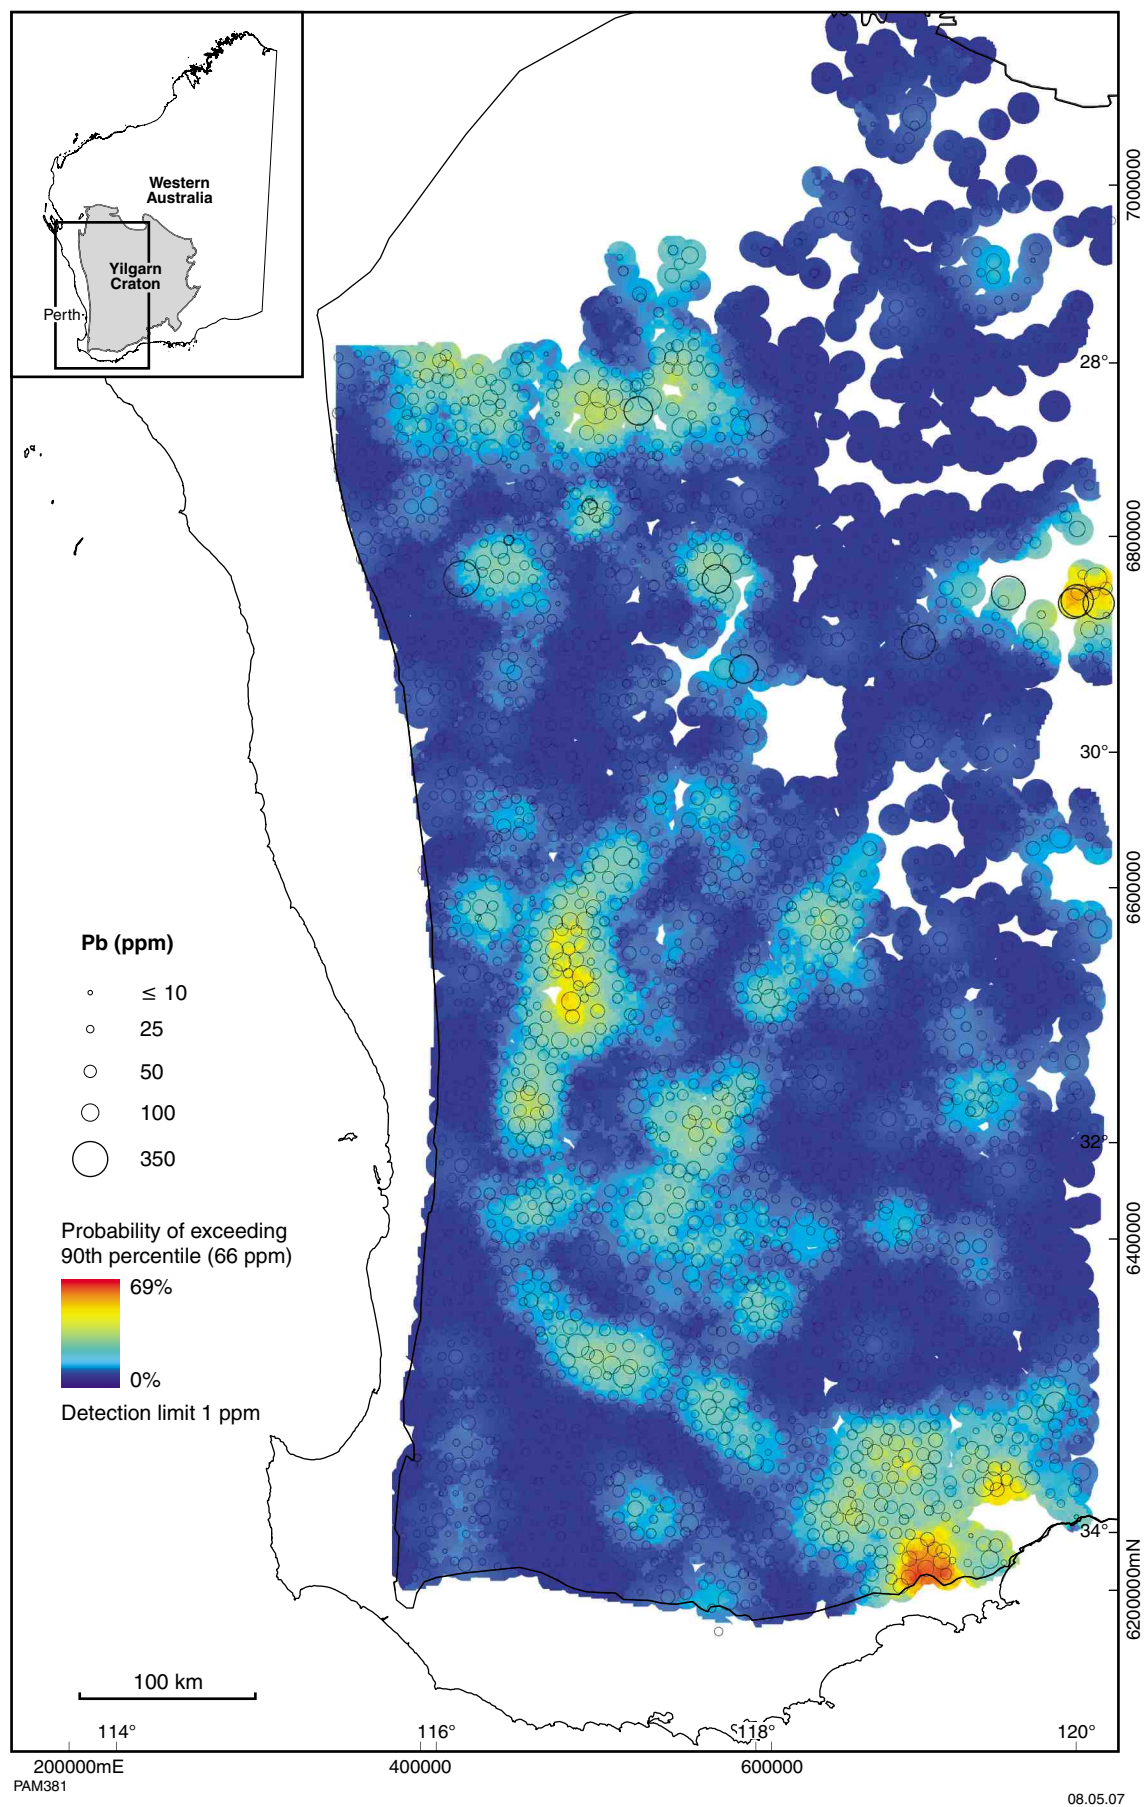 Western
Australia
Yilgarn
Craton
Perth
7000000
28°
6800000
30°
6600000
32°
6400000
34°
6200000mN
Pb (ppm)
≤ 10
25
50
100
350
Probability of exceeding
90th percentile (66 ppm)
69%
0%
Detection limit 1 ppm
100 km
114°
116°
118°
120°
200000mE
400000
600000
PAM381
08.05.07